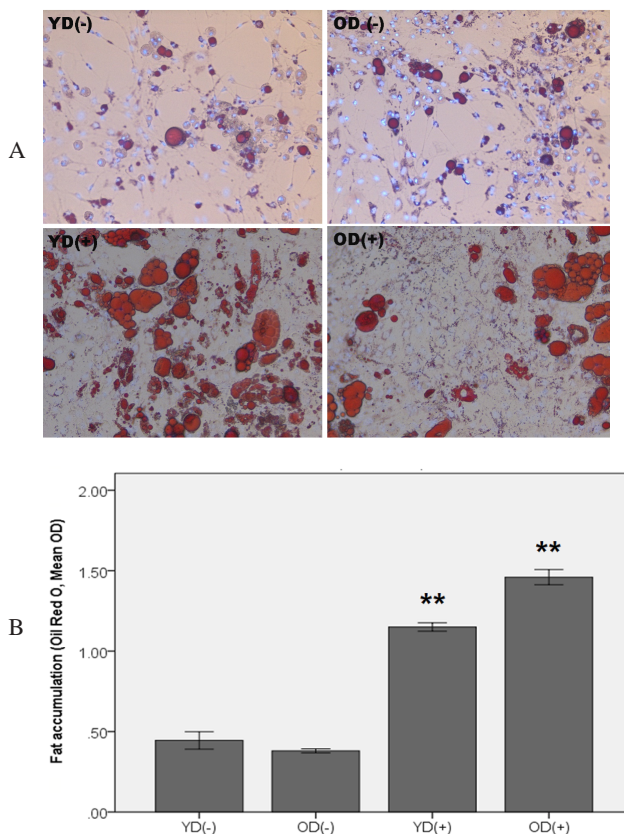 YD(-)
OD (-)
A
YD(+)
OD(+)
B
Fat accumulation (Oil Red O, Mean OD)
2.00
1.50
1.00
.50
.00
**
**
YD(-)
OD(-)
YD(+)
OD(+)